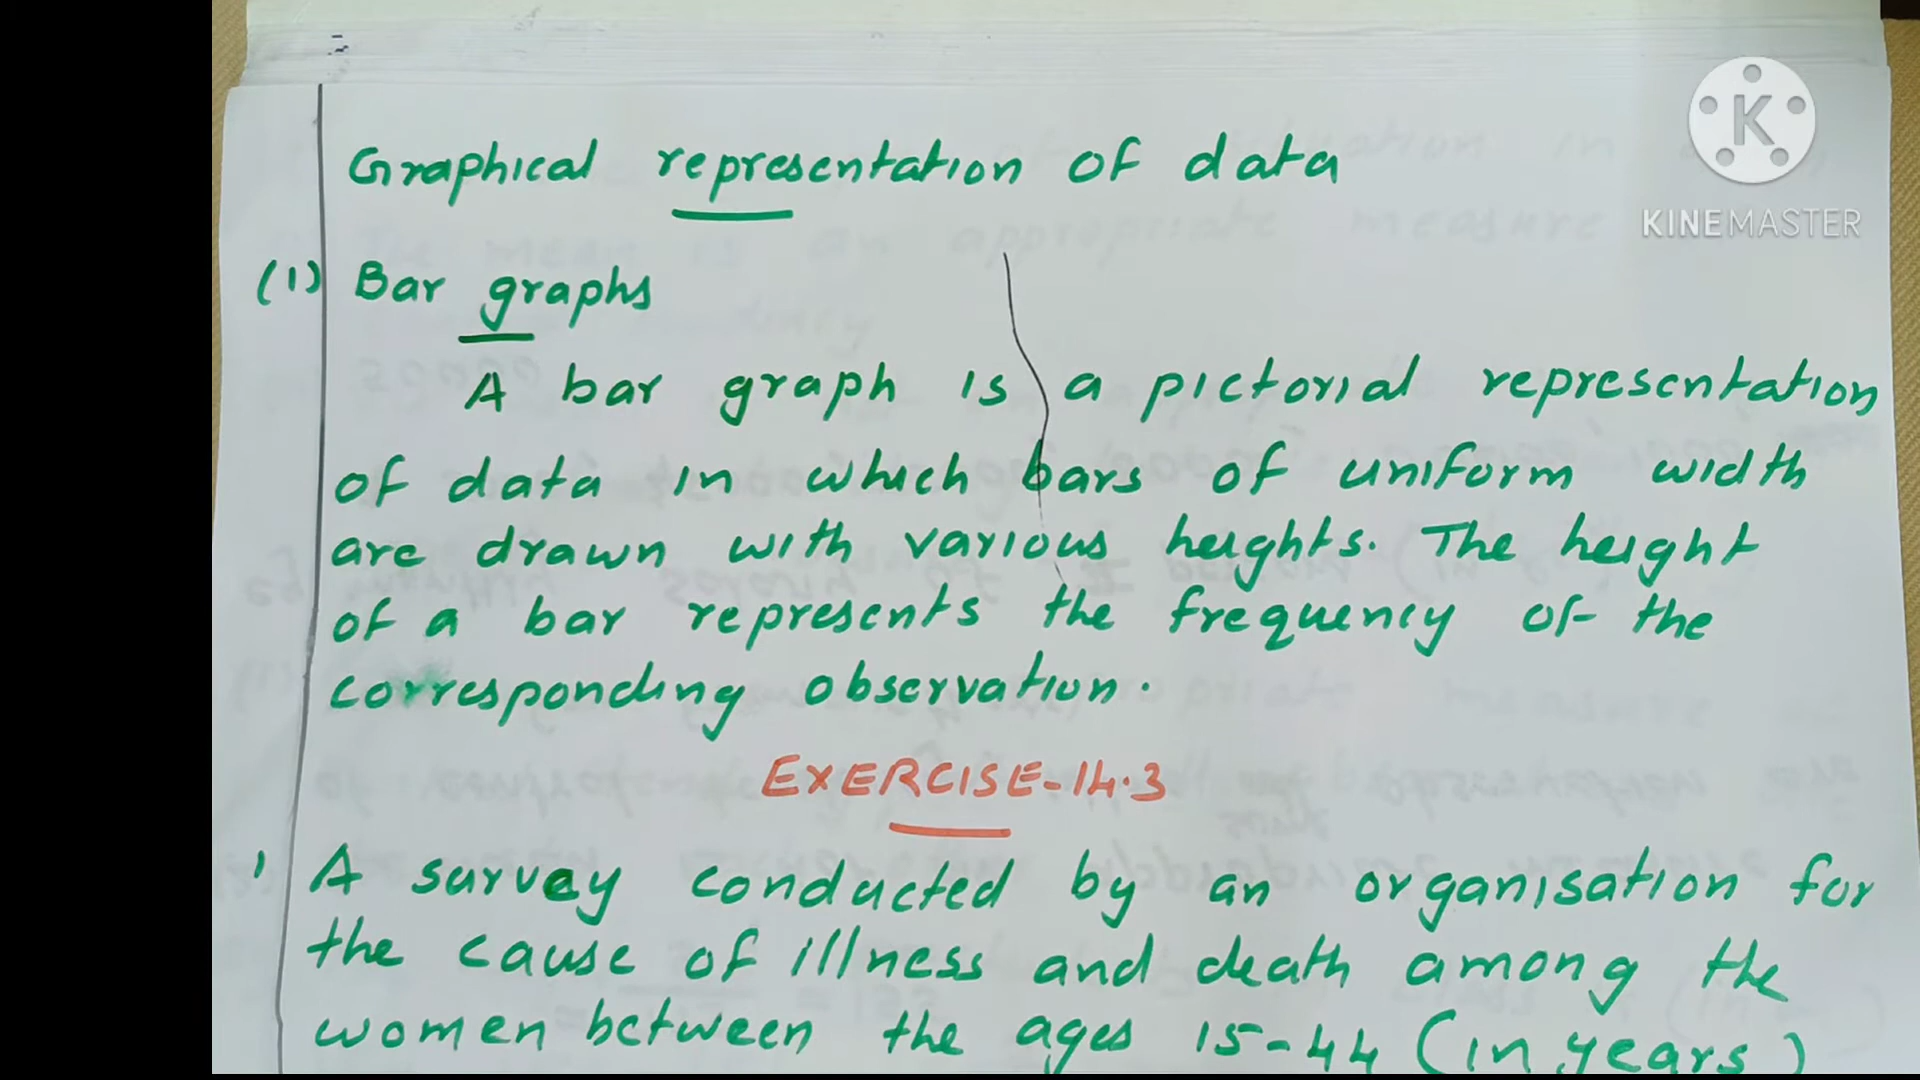 Graphical representation of data
(1) Bar graphs
A bar graph is a pictorial representation
of data in which bars of uniform width
are drawn with various heights. The height
of a bar represents the frequency of the
corresponding observation.
EXERCISE-14.3
1 A survey conducted by an organisation for
the cause of illness and death among the
women between the ages 15-44 (in years)
K
KINEMASTER